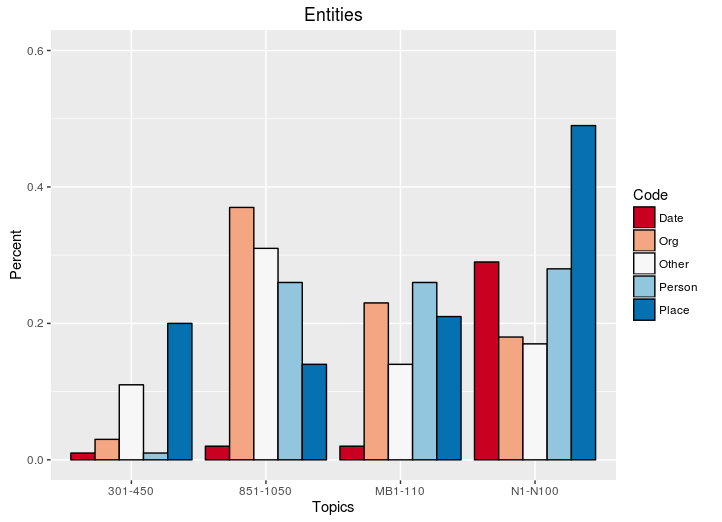 Entities
0.6
0.4
0.2
0.0
Percent
301-450
851-1050
MB1-110
N1-N100
Topics
Code
Date
Org
Other
Person
Place